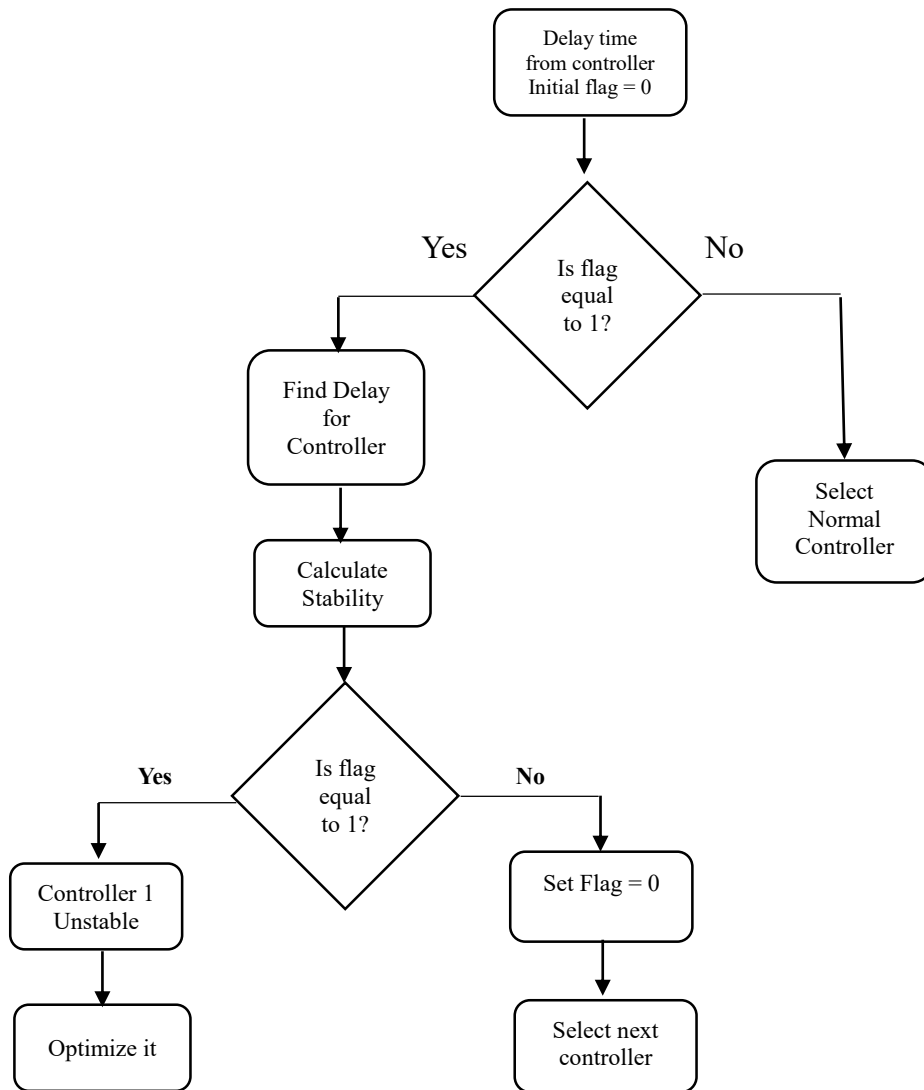 Delay time
from controller
Initial flag = 0
Yes
No
Is flag
equal
to 1?
Find Delay
for
Controller
Select
Normal
Controller
Calculate
Stability
Is flag
equal
to 1?
Yes
No
Controller 1
Unstable
Set Flag = 0
Optimize it
Select next
controller